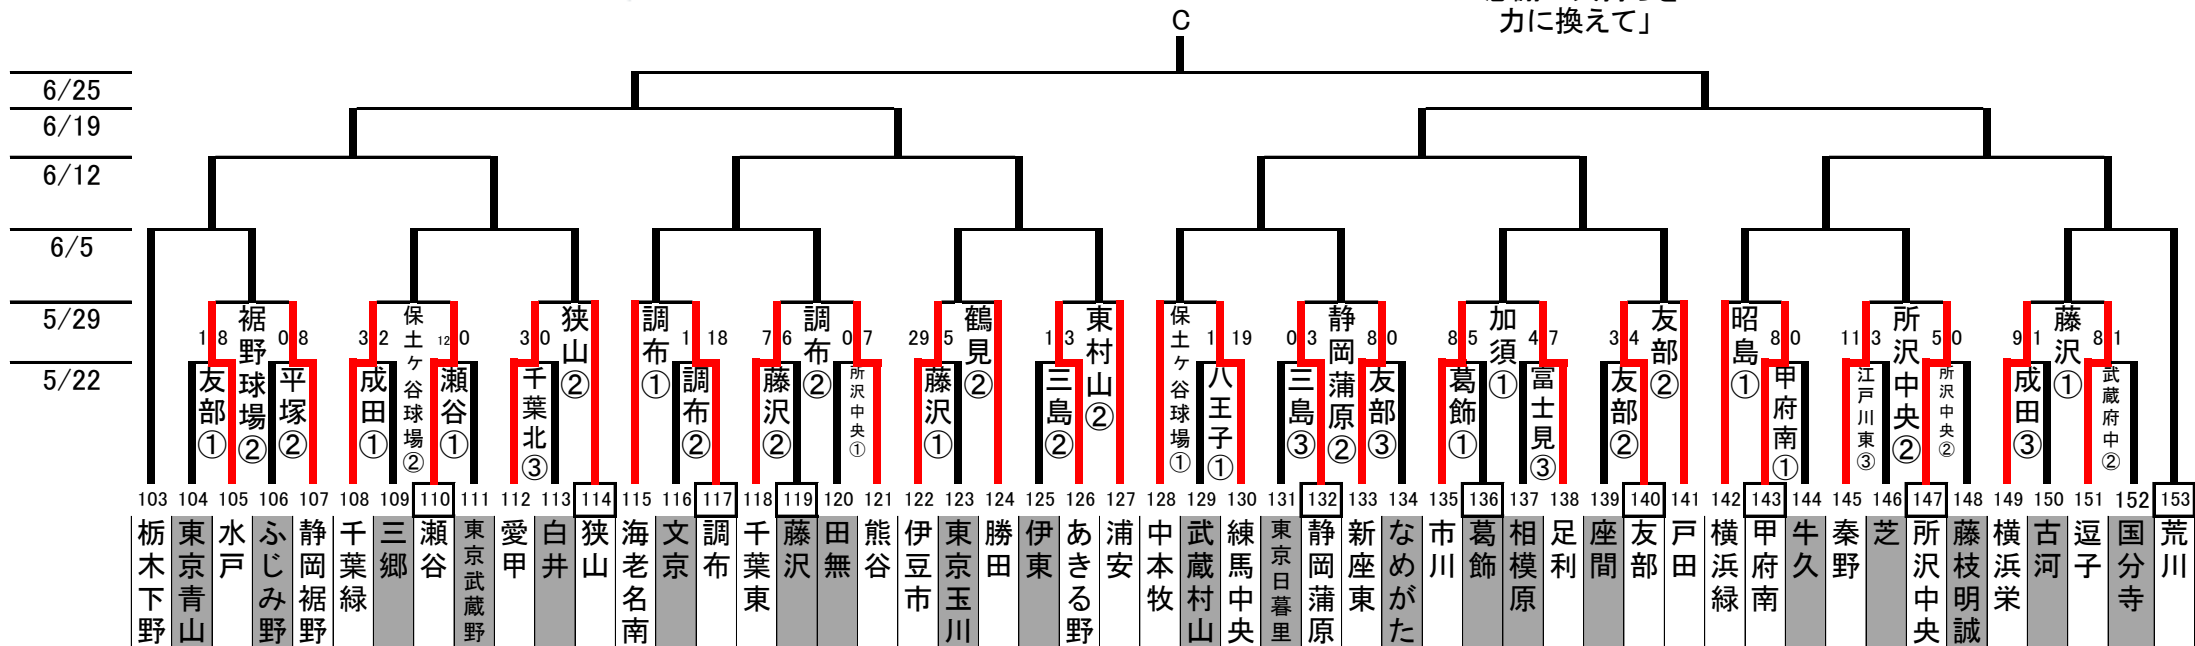 C
力に換えて」
6/25
6/19
6/12
6/5
5/29
5/22
裾野球場②
保土ヶ谷球場②
狭山②
調布①
調布②
鶴見②
東村山②
保土ヶ谷球場①
静岡蒲原②
加須①
友部②
昭島①
所沢中央②
藤沢①
1 8
0 8
3 2
12 0
3 0
1 18
7 6
0 7
29 5
1 3
1 19
0 3
8 0
8 5
4 7
3 4
8 0
11 3
5 0
9 1
8 1
友部①
平塚②
成田①
瀬谷①
千葉北③
調布②
藤沢②
所沢中央①
藤沢①
三島②
八王子①
三島③
友部③
葛飾①
富士見③
友部②
甲府南①
江戸川東③
所沢中央②
成田③
武蔵府中②
103 104 105 106 107 108 109 110 111 112 113 114 115 116 117 118 119 120 121 122 123 124 125 126 127 128 129 130 131 132 133 134 135 136 137 138 139 140 141 142 143 144 145 146 147 148 149 150 151 152 153
栃木下野
東京青山
水戸
ふじみ野
静岡裾野
千葉緑
三郷
瀬谷
東京武蔵野
愛甲
白井
狭山
海老名南
文京
調布
千葉東
藤沢
田無
熊谷
伊豆市
東京玉川
勝田
伊東
あきる野
浦安
中本牧
武蔵村山
練馬中央
東京日暮里
静岡蒲原
新座東
なめがた
市川
葛飾
相模原
足利
座間
友部
戸田
横浜緑
甲府南
牛久
秦野
芝
所沢中央
藤枝明誠
横浜栄
古河
逗子
国分寺
荒川